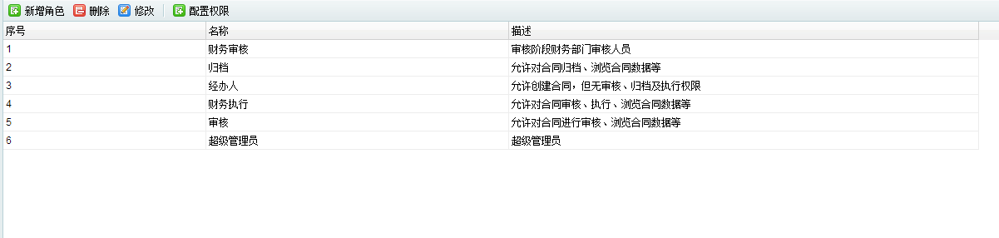 新增角色 删除 修改 配置权限
序号 名称 描述
1 财务审核 审核阶段财务部门审核人员
2 归档 允许对合同归档、浏览合同数据等
3 经办人 允许创建合同，但无审核、归档及执行权限
4 财务执行 允许对合同审核、执行、浏览合同数据等
5 审核 允许对合同进行审核、浏览合同数据等
6 超级管理员 超级管理员